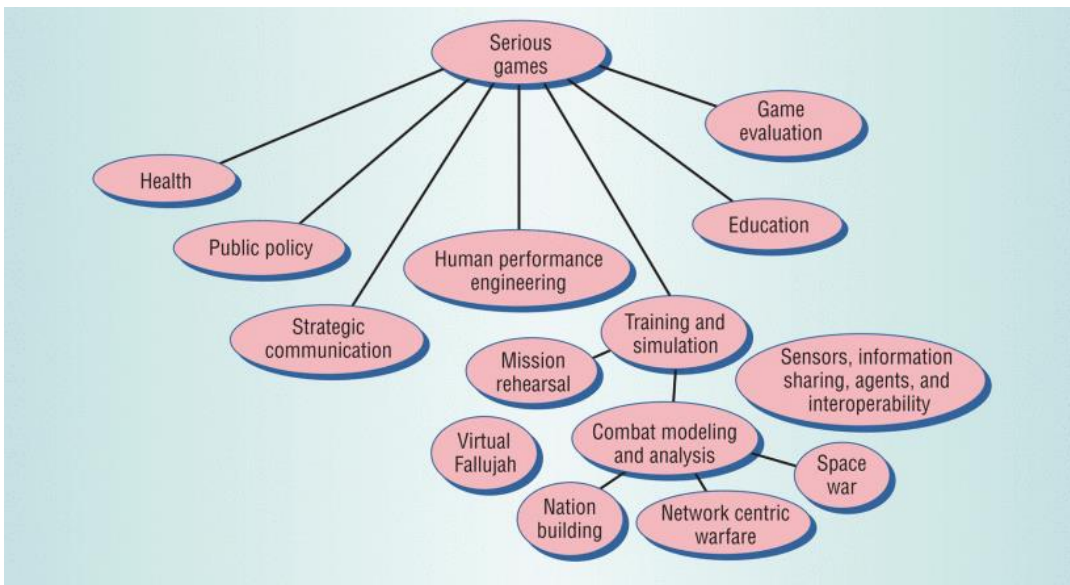 Serious
games
Game
evaluation
Health
Education
Public policy
Human performance
engineering
Strategic
communication
Training and
simulation
Mission
rehearsal
Sensors, information
sharing, agents, and
interoperability
Virtual
Fallujah
Combat modeling
and analysis
Space
war
Nation
building
Network centric
warfare